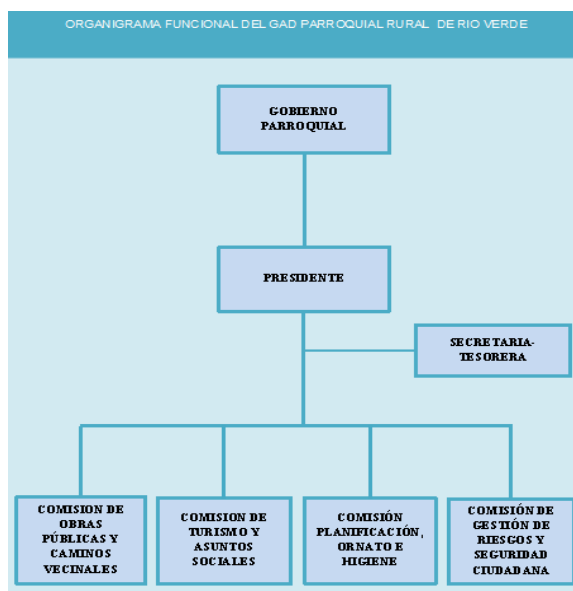 ORGANIGRAMA FUNCIONAL DEL GAD PARROQUIAL RURAL DE RIO VERDE
GOBIERNO
PARROQUIAL
PRESIDENTE
SECRETARIA-
TESORERA
COMISION DE
OBRAS
PÚBLICAS Y
CAMINOS
VECINALES
COMISION DE
TURISMO Y
ASUNTOS
SOCIALES
COMISIÓN
PLANIFICACIÓN,
ORNATO E
HIGIENE
COMISIÓN DE
GESTIÓN DE
RIESGOS Y
SEGURIDAD
CIUDADANA